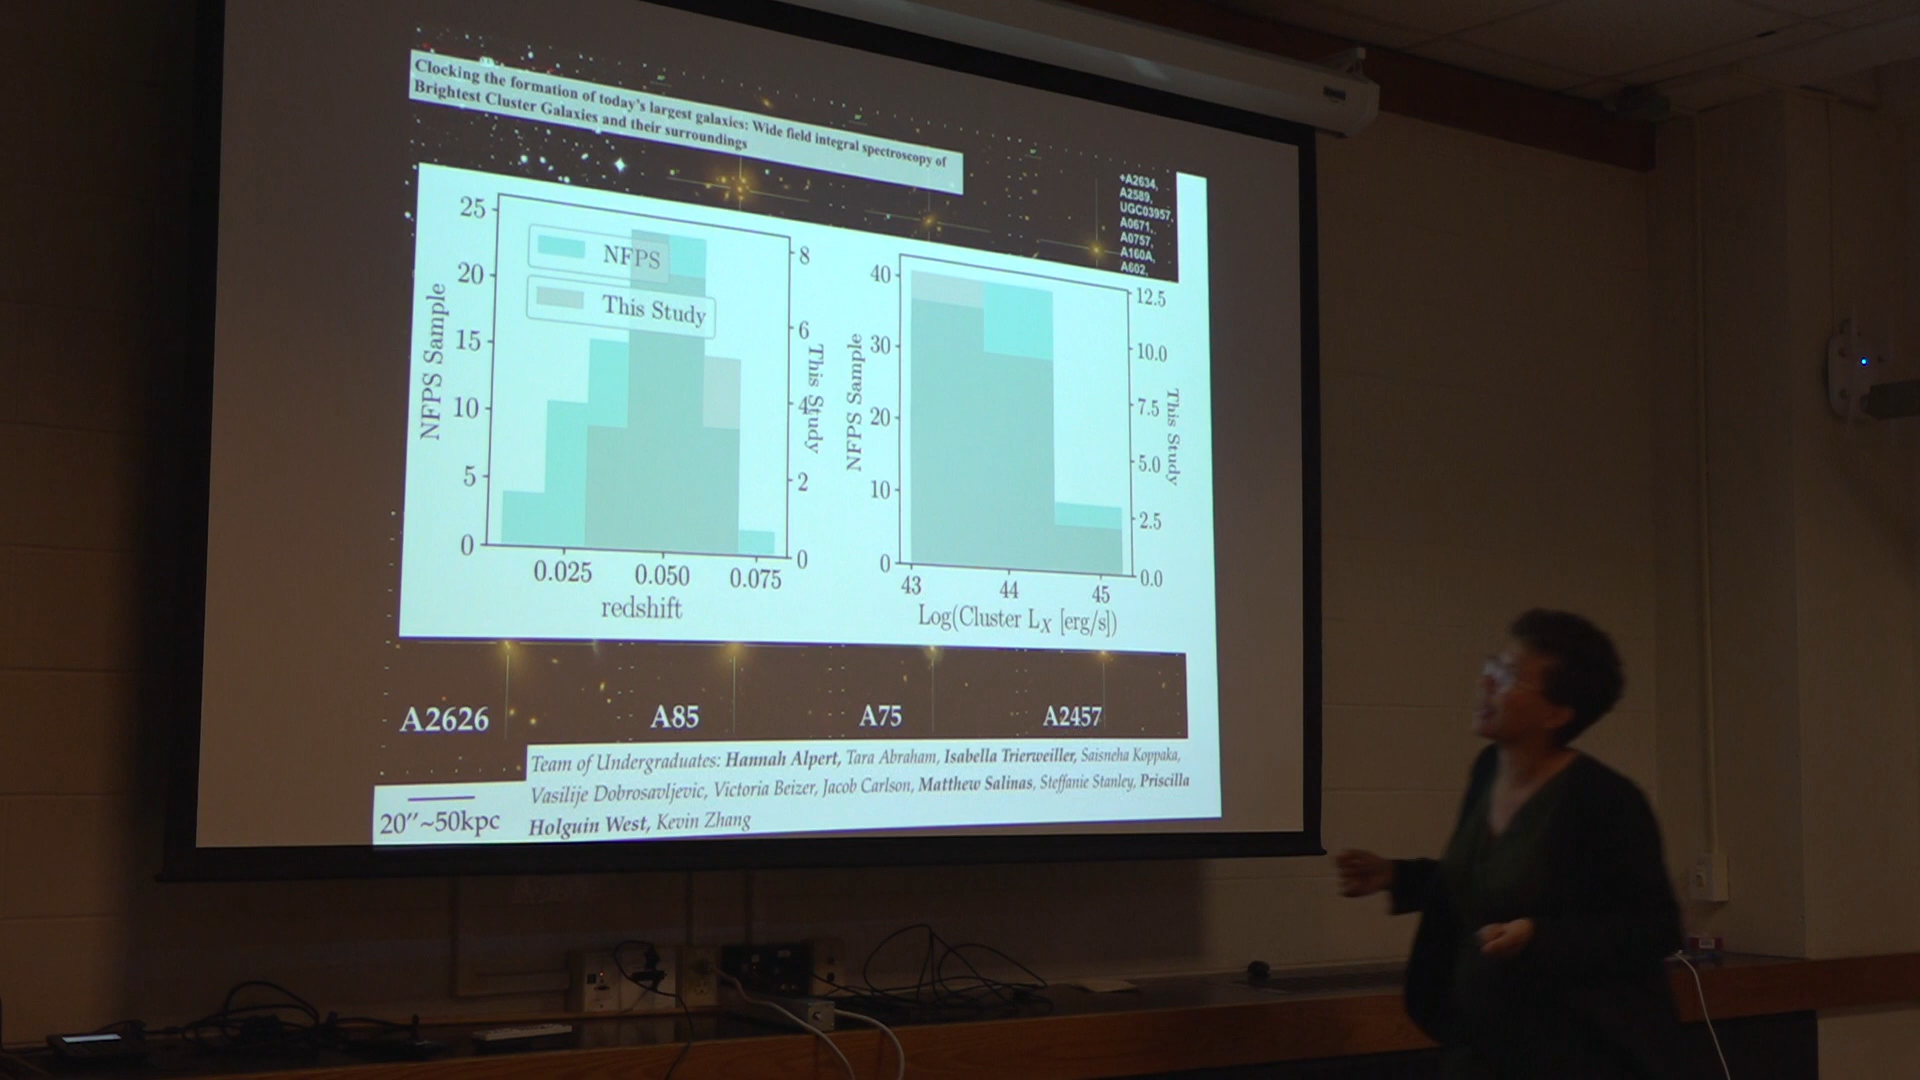 Clocking the formation of today's largest galaxies: Wide field integral spectroscopy of
Brightest Cluster Galaxies and their surroundings
+A2634,
A2589,
UGC03957,
A0671,
A0757,
A160A,
A602,
25
20
15
10
5
0
NFPS Sample
NFPS
This Study
8
6
4
2
0
This Study
0.025 0.050 0.075
redshift
40
30
20
10
0
NFPS Sample
12.5
10.0
7.5
5.0
2.5
0.0
This Study
43 44 45
Log(Cluster LX [erg/s])
A2626 A85 A75 A2457
Team of Undergraduates: Hannah Alpert, Tara Abraham, Isabella Trierweiller, Saisneha Koppaka,
Vasilije Dobrosavljevic, Victoria Beizer, Jacob Carlson, Matthew Salinas, Steffanie Stanley, Priscilla
Holguin West, Kevin Zhang
20″~50kpc